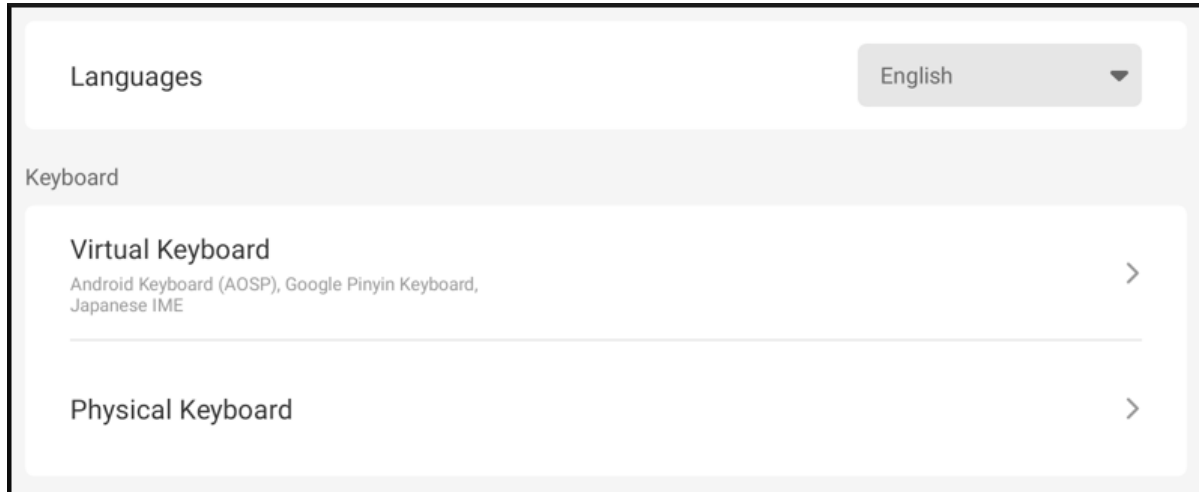 Languages
English
Keyboard
Virtual Keyboard
Android Keyboard (AOSP), Google Pinyin Keyboard,
Japanese IME
Physical Keyboard